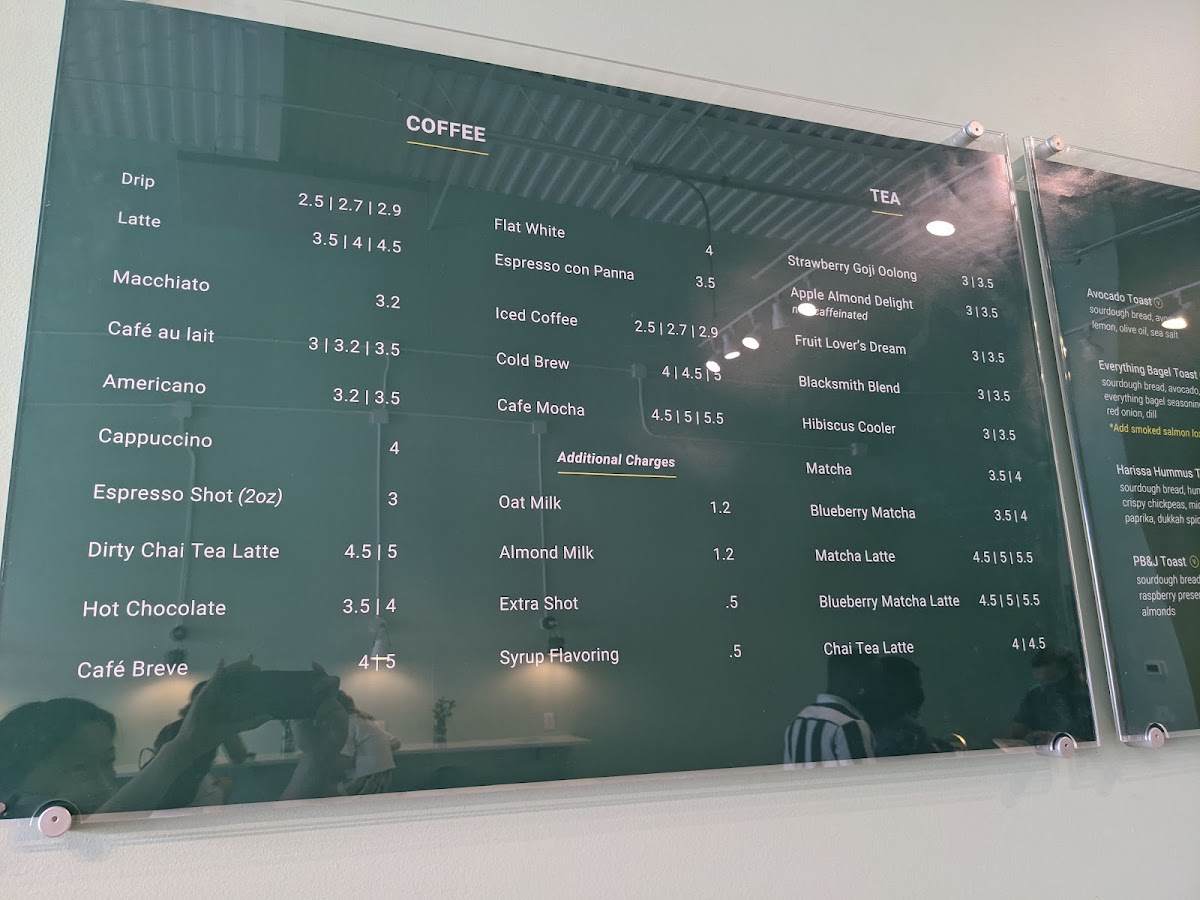 COFFEE
Drip 2.5 | 2.7 | 2.9
Latte 3.5 | 4 | 4.5
Macchiato 3.2
Café au lait 3 | 3.2 | 3.5
Americano 3.2 | 3.5
Cappuccino 4
Espresso Shot (2oz) 3
Dirty Chai Tea Latte 4.5 | 5
Hot Chocolate 3.5 | 4
Café Breve 4 | 5
Flat White 4
Espresso con Panna 3.5
Iced Coffee 2.5 | 2.7 | 2.9
Cold Brew 4 | 4.5 | 5
Cafe Mocha 4.5 | 5 | 5.5
Additional Charges
Oat Milk 1.2
Almond Milk 1.2
Extra Shot .5
Syrup Flavoring .5
TEA
Strawberry Goji Oolong 3 | 3.5
Apple Almond Delight 3 | 3.5
Fruit Lover's Dream 3 | 3.5
Blacksmith Blend 3 | 3.5
Hibiscus Cooler 3 | 3.5
Matcha 3.5 | 4
Blueberry Matcha 3.5 | 4
Matcha Latte 4.5 | 5 | 5.5
Blueberry Matcha Latte 4.5 | 5 | 5.5
Chai Tea Latte 4 | 4.5
Avocado Toast V
sourdough bread,
lemon, olive oil, sea salt
Everything Bagel Toast
sourdough bread, avocado,
everything bagel
red onion, dill
*Add smoked salmon
Harissa Hummus
sourdough bread,
crispy chickpeas,
paprika, dukkah
PB&J Toast V
sourdough
raspberry
almonds